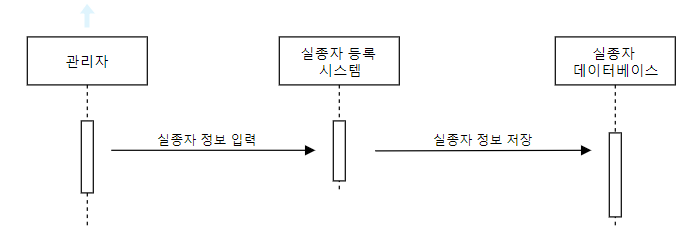 관리자
실종자 등록
시스템
실종자
데이터베이스
실종자 정보 입력
실종자 정보 저장